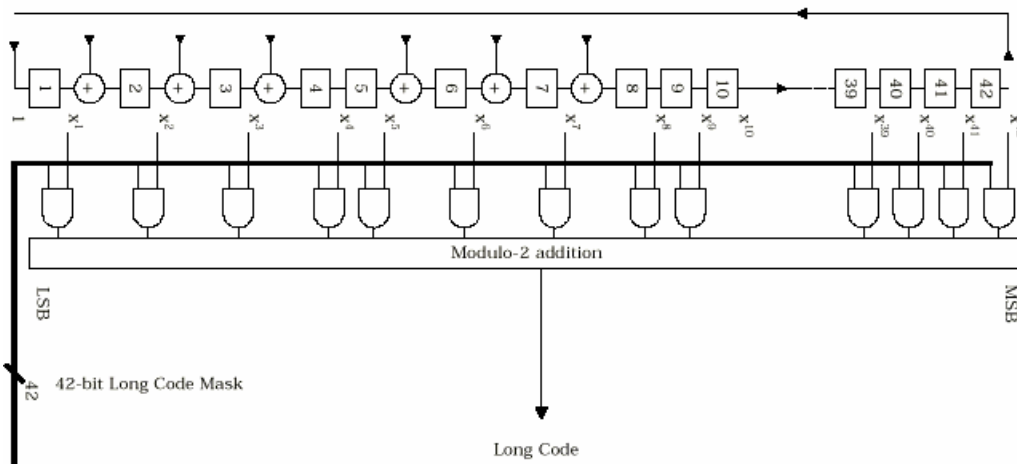 1 + 2 + 3 + 4 5 + 6 + 7 + 8 9 10 39 40 41 42
1 x¹ x² x³ x⁴ x⁵ x⁶ x⁷ x⁸ x⁹ x¹⁰ x³⁹ x⁴⁰ x⁴¹
Modulo-2 addition
LSB
MSB
42
42-bit Long Code Mask
Long Code